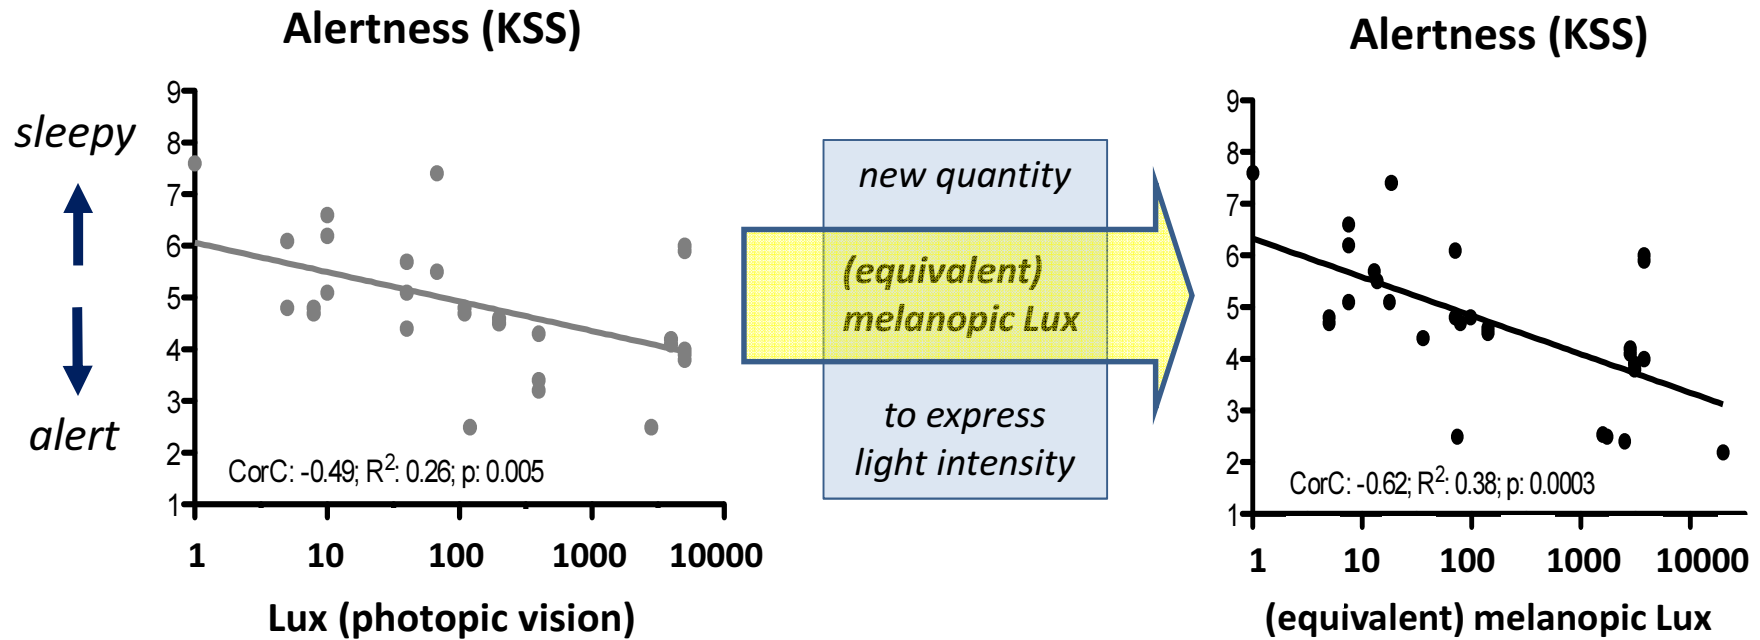 Alertness (KSS)
sleepy
alert
9
8
7
6
5
4
3
2
1
CorC: -0.49; R²: 0.26; p: 0.005
1 10 100 1000 10000
Lux (photopic vision)
new quantity
(equivalent)
melanopic Lux
to express
light intensity
Alertness (KSS)
9
8
7
6
5
4
3
2
1
CorC: -0.62; R²: 0.38; p: 0.0003
1 10 100 1000 10000
(equivalent) melanopic Lux